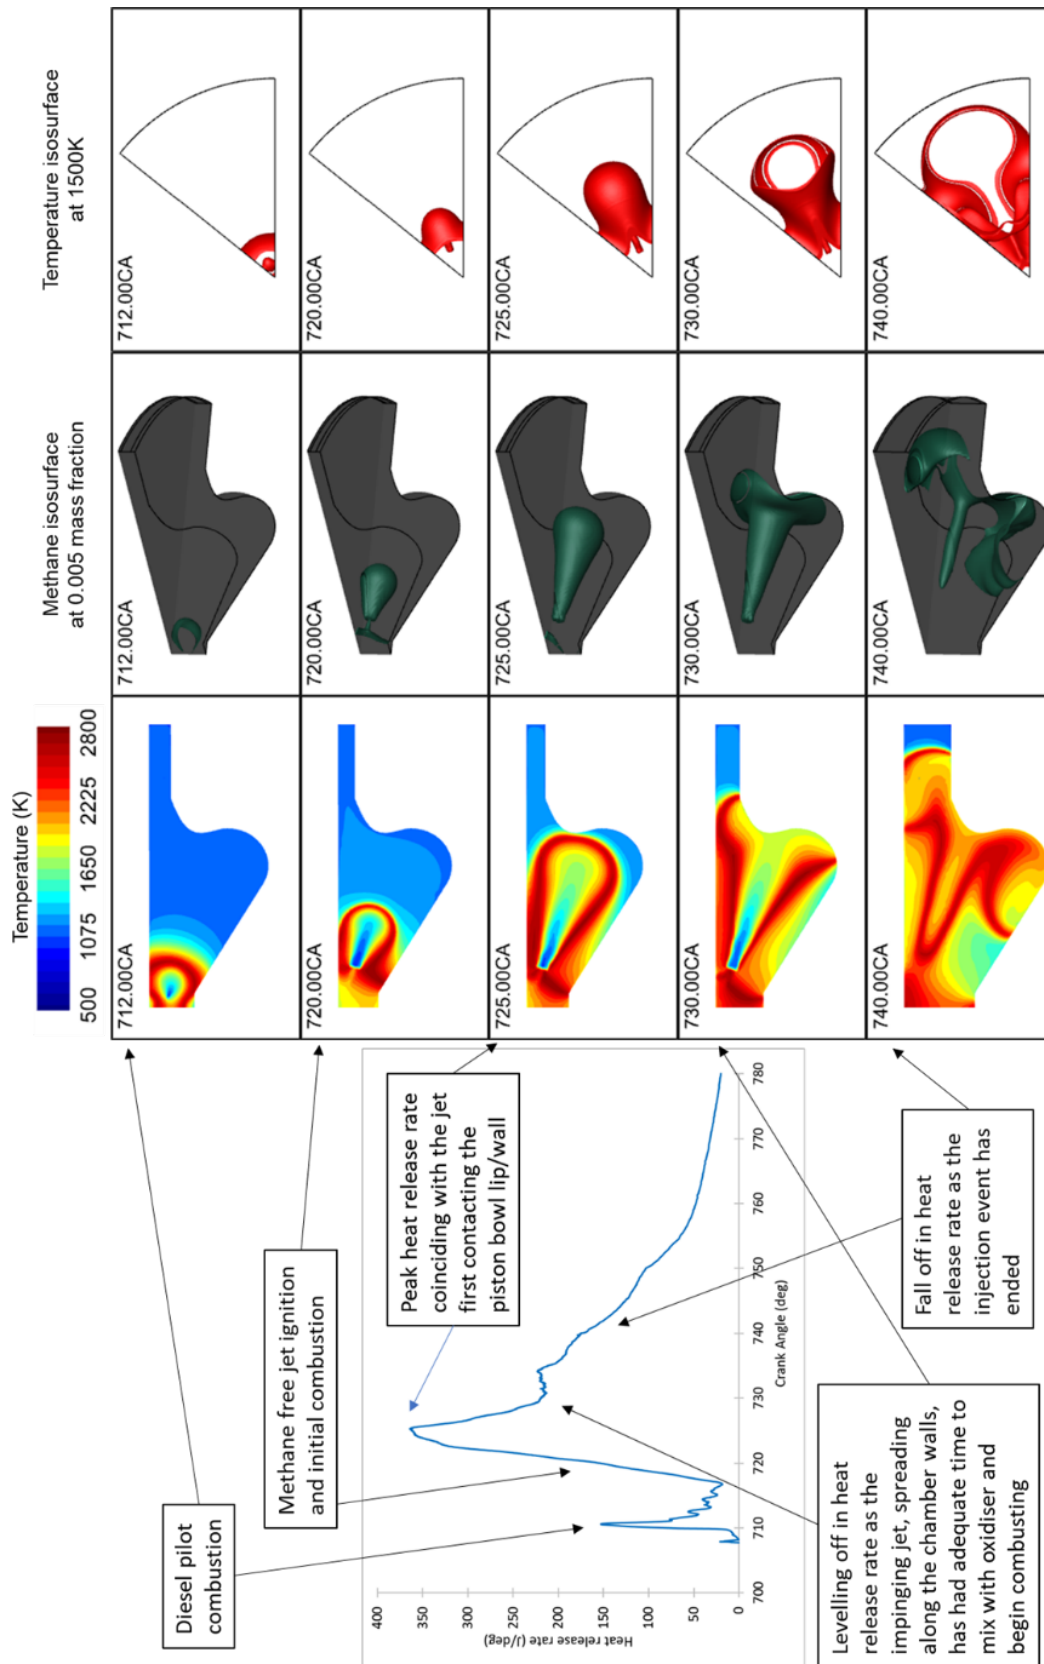 Diesel pilot
combustion
Methane free jet ignition
and initial combustion
Peak heat release rate
coinciding with the jet
first contacting the
piston bowl lip/wall
Heat release rate (J/deg)
400
350
300
250
200
150
100
50
0
700
710
720
730
740
750
760
770
780
Crank Angle (deg)
Levelling off in heat
release rate as the
impinging jet, spreading
along the chamber walls,
has had adequate time to
mix with oxidiser and
begin combusting
Fall off in heat
release rate as the
injection event has
ended
Temperature (K)
500 1075 1650 2225 2800
Methane isosurface
at 0.005 mass fraction
Temperature isosurface
at 1500K
712.00CA
712.00CA
712.00CA
720.00CA
720.00CA
720.00CA
725.00CA
725.00CA
725.00CA
730.00CA
730.00CA
730.00CA
740.00CA
740.00CA
740.00CA